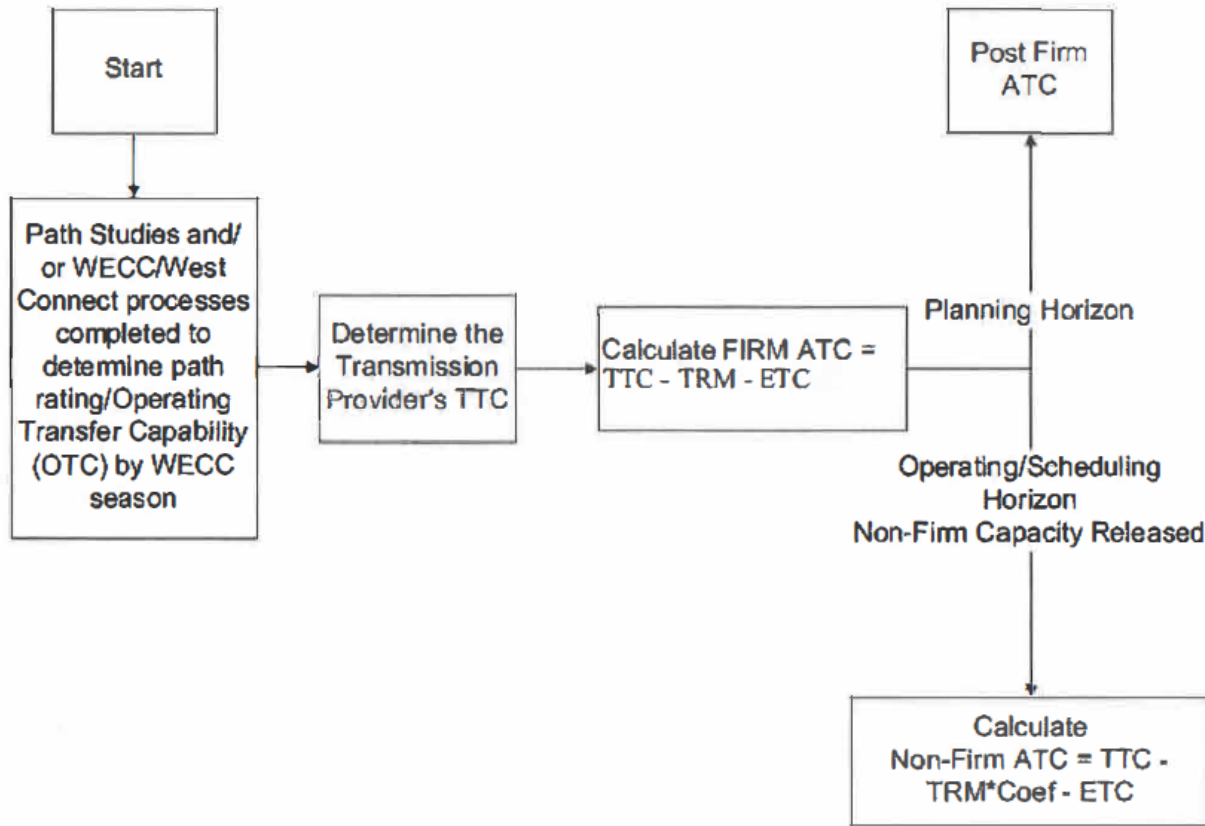 Start
Path Studies and/
or WECC/West
Connect processes
completed to
determine path
rating/Operating
Transfer Capability
(OTC) by WECC
season
Determine the
Transmission
Provider's TTC
Calculate FIRM ATC =
TTC - TRM - ETC
Post Firm
ATC
Planning Horizon
Operating/Scheduling
Horizon
Non-Firm Capacity Released
Calculate
Non-Firm ATC = TTC -
TRM*Coef - ETC